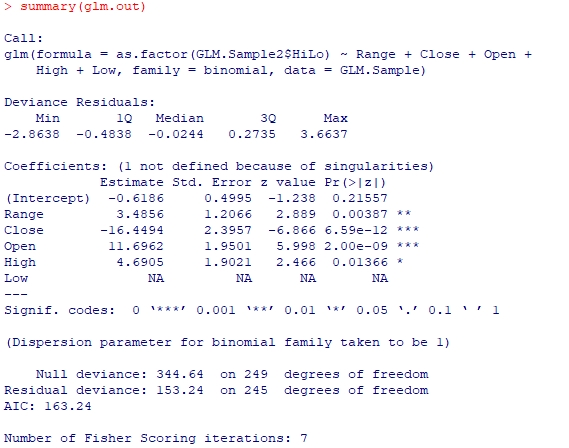 > summary(glm.out)
Call:
glm(formula = as.factor(GLM.Sample2$HiLo) ~ Range + Close + Open +
High + Low, family = binomial, data = GLM.Sample)
Deviance Residuals:
Min 1Q Median 3Q Max
-2.8638 -0.4838 -0.0244 0.2735 3.6637
Coefficients: (1 not defined because of singularities)
Estimate Std. Error z value Pr(>|z|)
(Intercept) -0.6186 0.4995 -1.238 0.21557
Range 3.4856 1.2066 2.889 0.00387 **
Close -16.4494 2.3957 -6.866 6.59e-12 ***
Open 11.6962 1.9501 5.998 2.00e-09 ***
High 4.6905 1.9021 2.466 0.01366 *
Low NA NA NA NA
---
Signif. codes: 0 ‘***’ 0.001 ‘**’ 0.01 ‘*’ 0.05 ‘.’ 0.1 ‘ ’ 1
(Dispersion parameter for binomial family taken to be 1)
Null deviance: 344.64 on 249 degrees of freedom
Residual deviance: 153.24 on 245 degrees of freedom
AIC: 163.24
Number of Fisher Scoring iterations: 7